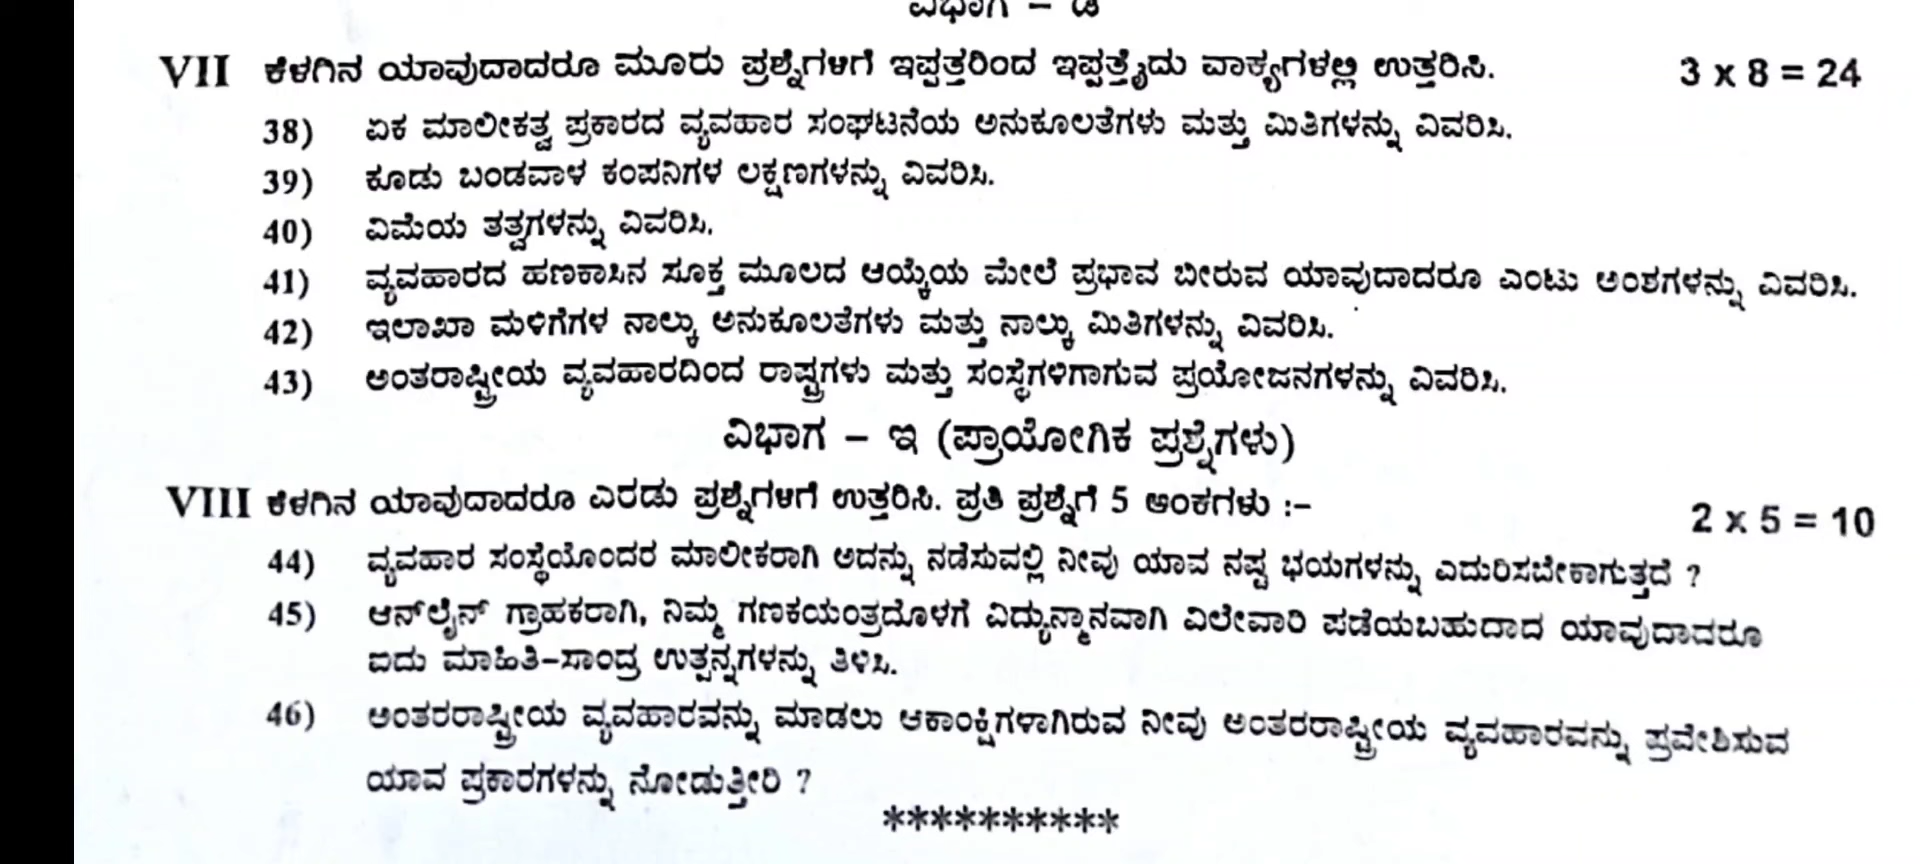 ವಿಭಾಗ – ಡಿ
VII ಕೆಳಗಿನ ಯಾವುದಾದರೂ ಮೂರು ಪ್ರಶ್ನೆಗಳಿಗೆ ಇಪ್ಪತ್ತರಿಂದ ಇಪ್ಪತ್ತೈದು ವಾಕ್ಯಗಳಲ್ಲಿ ಉತ್ತರಿಸಿ. 3 x 8 = 24
38) ಏಕ ಮಾಲೀಕತ್ವ ಪ್ರಕಾರದ ವ್ಯವಹಾರ ಸಂಘಟನೆಯ ಅನುಕೂಲತೆಗಳು ಮತ್ತು ಮಿತಿಗಳನ್ನು ವಿವರಿಸಿ.
39) ಕೂಡು ಬಂಡವಾಳ ಕಂಪನಿಗಳ ಲಕ್ಷಣಗಳನ್ನು ವಿವರಿಸಿ.
40) ವಿಮೆಯ ತತ್ವಗಳನ್ನು ವಿವರಿಸಿ.
41) ವ್ಯವಹಾರದ ಹಣಕಾಸಿನ ಸೂಕ್ತ ಮೂಲದ ಆಯ್ಕೆಯ ಮೇಲೆ ಪ್ರಭಾವ ಬೀರುವ ಯಾವುದಾದರೂ ಎಂಟು ಅಂಶಗಳನ್ನು ವಿವರಿಸಿ.
42) ಇಲಾಖಾ ಮಳಿಗೆಗಳ ನಾಲ್ಕು ಅನುಕೂಲತೆಗಳು ಮತ್ತು ನಾಲ್ಕು ಮಿತಿಗಳನ್ನು ವಿವರಿಸಿ.
43) ಅಂತರಾಷ್ಟ್ರೀಯ ವ್ಯವಹಾರದಿಂದ ರಾಷ್ಟ್ರಗಳು ಮತ್ತು ಸಂಸ್ಥೆಗಳಿಗಾಗುವ ಪ್ರಯೋಜನಗಳನ್ನು ವಿವರಿಸಿ.
ವಿಭಾಗ – ಇ (ಪ್ರಾಯೋಗಿಕ ಪ್ರಶ್ನೆಗಳು)
VIII ಕೆಳಗಿನ ಯಾವುದಾದರೂ ಎರಡು ಪ್ರಶ್ನೆಗಳಿಗೆ ಉತ್ತರಿಸಿ. ಪ್ರತಿ ಪ್ರಶ್ನೆಗೆ 5 ಅಂಕಗಳು :– 2 x 5 = 10
44) ವ್ಯವಹಾರ ಸಂಸ್ಥೆಯೊಂದರ ಮಾಲೀಕರಾಗಿ ಅದನ್ನು ನಡೆಸುವಲ್ಲಿ ನೀವು ಯಾವ ನಷ್ಟ ಭಯಗಳನ್ನು ಎದುರಿಸಬೇಕಾಗುತ್ತದೆ ?
45) ಆನ್‌ಲೈನ್ ಗ್ರಾಹಕರಾಗಿ, ನಿಮ್ಮ ಗಣಕಯಂತ್ರದೊಳಗೆ ವಿದ್ಯುನ್ಮಾನವಾಗಿ ವಿಲೇವಾರಿ ಪಡೆಯಬಹುದಾದ ಯಾವುದಾದರೂ
ಐದು ಮಾಹಿತಿ–ಸಾಂದ್ರ ಉತ್ಪನ್ನಗಳನ್ನು ತಿಳಿಸಿ.
46) ಅಂತರರಾಷ್ಟ್ರೀಯ ವ್ಯವಹಾರವನ್ನು ಮಾಡಲು ಆಕಾಂಕ್ಷಿಗಳಾಗಿರುವ ನೀವು ಅಂತರರಾಷ್ಟ್ರೀಯ ವ್ಯವಹಾರವನ್ನು ಪ್ರವೇಶಿಸುವ
ಯಾವ ಪ್ರಕಾರಗಳನ್ನು ನೋಡುತ್ತೀರಿ ?
**********